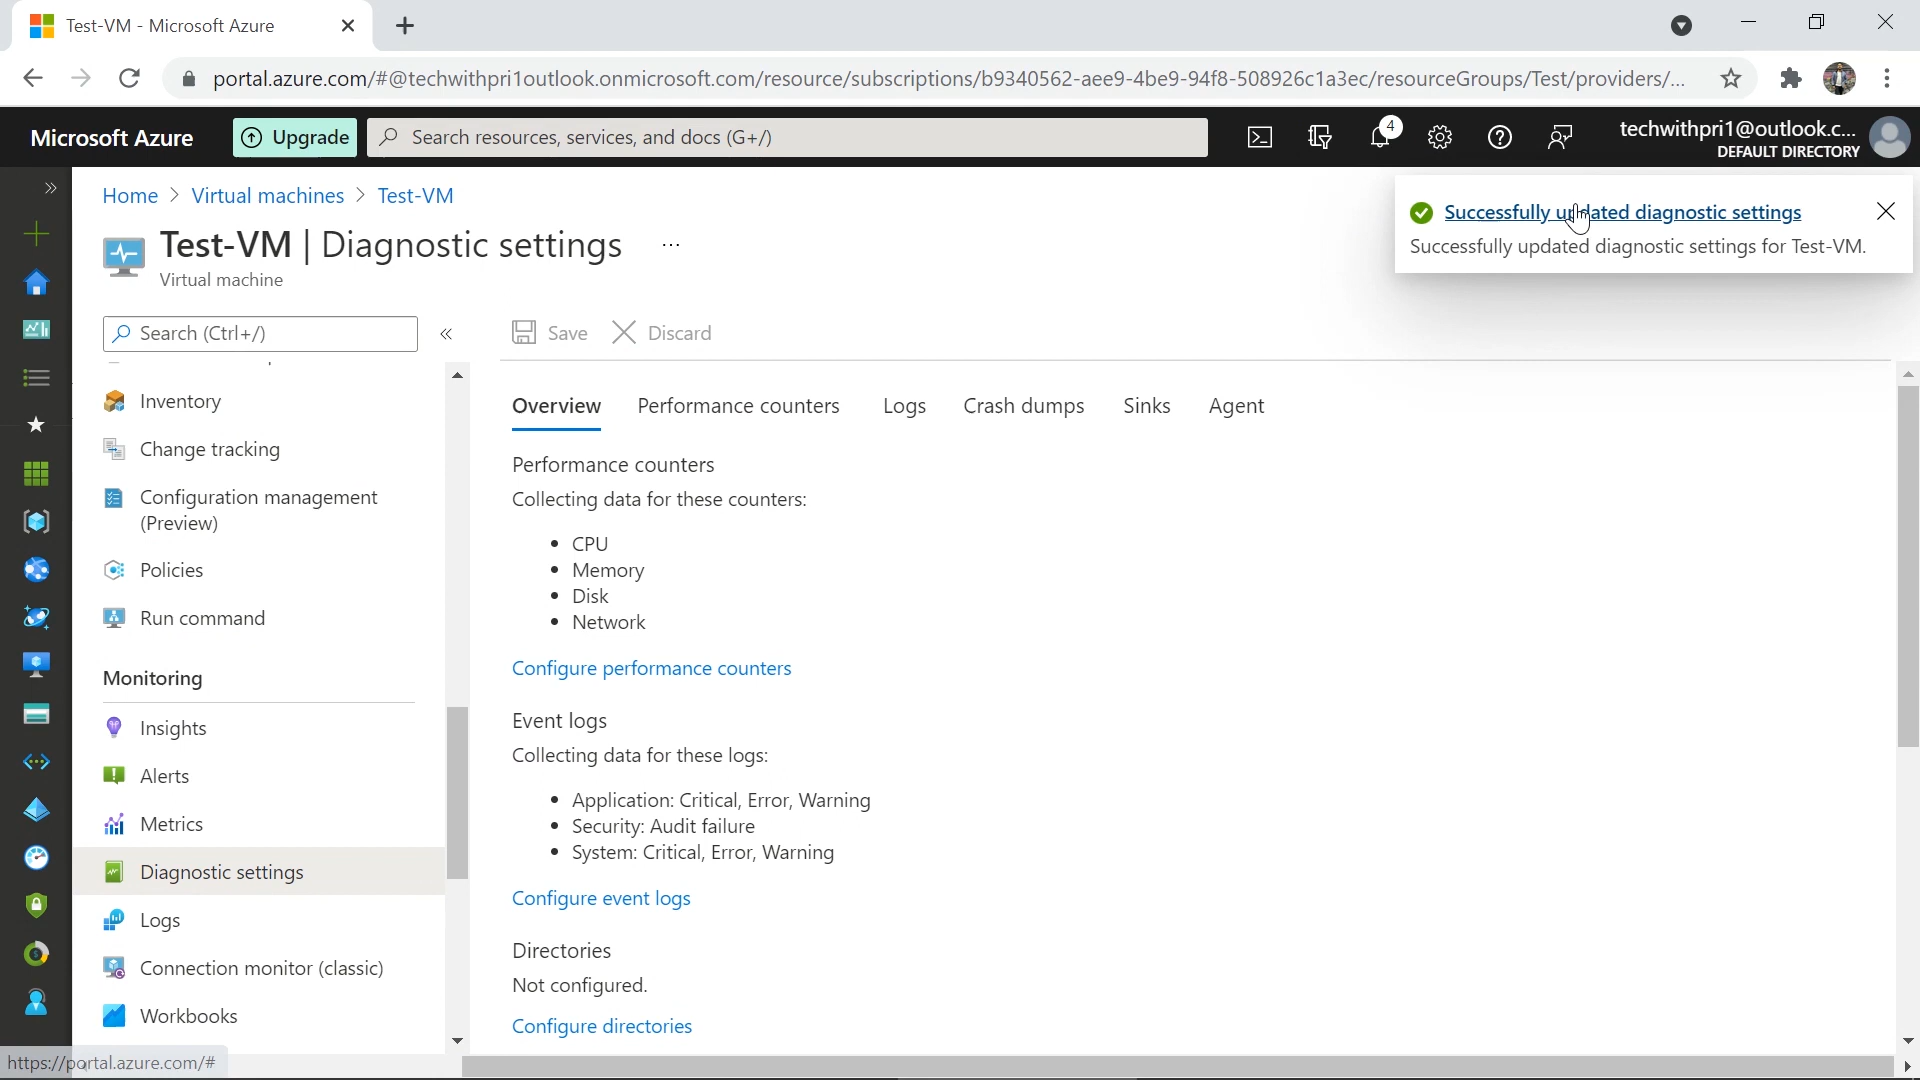 Test-VM - Microsoft Azure
portal.azure.com/#@techwithpri1outlook.onmicrosoft.com/resource/subscriptions/b9340562-aee9-4be9-94f8-508926c1a3ec/resourceGroups/Test/providers/...
Microsoft Azure
Upgrade
Search resources, services, and docs (G+/)
4
techwithpri1@outlook.c...
DEFAULT DIRECTORY
Home > Virtual machines > Test-VM
Successfully updated diagnostic settings
Successfully updated diagnostic settings for Test-VM.
Test-VM | Diagnostic settings ...
Virtual machine
Search (Ctrl+/)
Save
Discard
Inventory
Change tracking
Configuration management
(Preview)
Policies
Run command
Monitoring
Insights
Alerts
Metrics
Diagnostic settings
Logs
Connection monitor (classic)
Workbooks
Overview
Performance counters
Logs
Crash dumps
Sinks
Agent
Performance counters
Collecting data for these counters:
• CPU
• Memory
• Disk
• Network
Configure performance counters
Event logs
Collecting data for these logs:
• Application: Critical, Error, Warning
• Security: Audit failure
• System: Critical, Error, Warning
Configure event logs
Directories
Not configured.
Configure directories
https://portal.azure.com/#